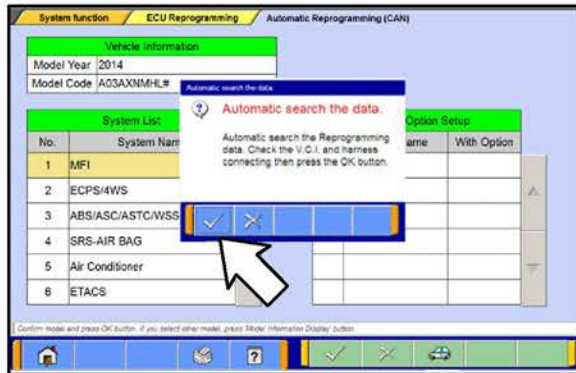 System function
ECU Reprogramming
Automatic Reprogramming (CAN)
Vehicle Information
Model Year 2014
Model Code A03AXNMHL#
Automatic search the data.
Automatic search the data.
Automatic search the Reprogramming
data. Check the V.C.I. and harness
connecting then press the OK button.
System List
No. System Nam
1 MFI
2 ECPS/4WS
3 ABS/ASC/ASTC/WSS
4 SRS-AIR BAG
5 Air Conditioner
6 ETACS
Option Setup
ame With Option
Confirm model and press OK button. If you select other model, press 'Model Information Display' button.
?